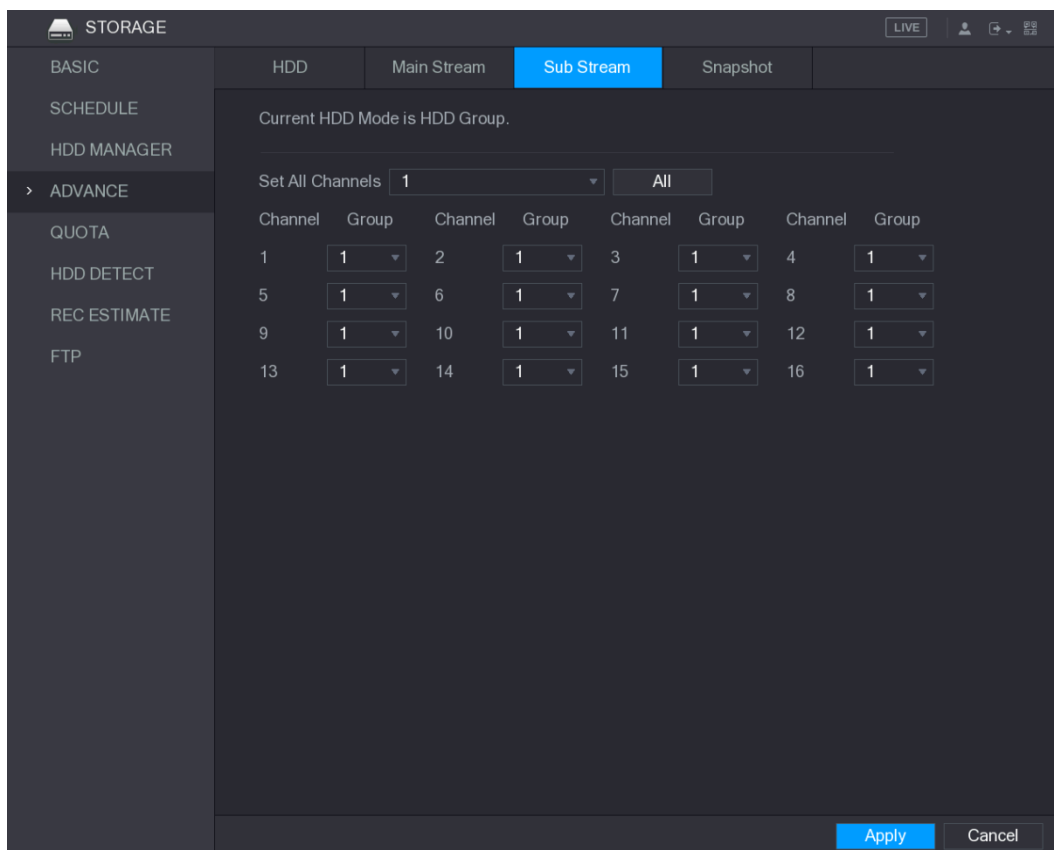 STORAGE LIVE
BASIC HDD Main Stream Sub Stream Snapshot
SCHEDULE
Current HDD Mode is HDD Group.
HDD MANAGER
> ADVANCE
Set All Channels 1 All
QUOTA
Channel Group Channel Group Channel Group Channel Group
1 1 2 1 3 1 4 1
HDD DETECT
5 1 6 1 7 1 8 1
REC ESTIMATE
9 1 10 1 11 1 12 1
FTP
13 1 14 1 15 1 16 1
Apply Cancel